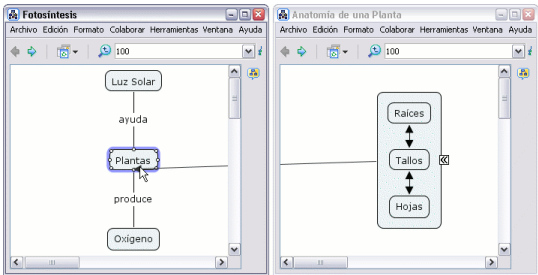 Fotosíntesis
Archivo Edición Formato Colaborar Herramientas Ventana Ayuda
100
Luz Solar
ayuda
Plantas
produce
Oxígeno
Anatomía de una Planta
Archivo Edición Formato Colaborar Herramientas Ventana Ayuda
100
Raíces
Tallos
Hojas